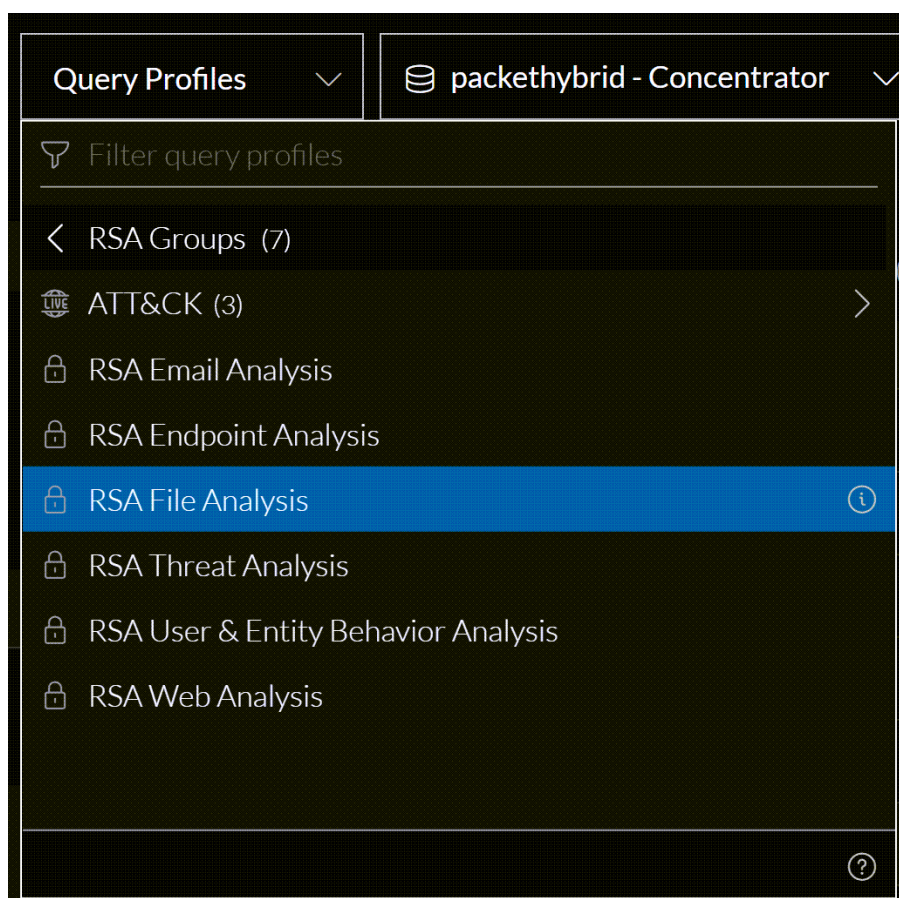 Query Profiles packethybrid - Concentrator
Filter query profiles
RSA Groups (7)
LIVE ATT&CK (3)
RSA Email Analysis
RSA Endpoint Analysis
RSA File Analysis
RSA Threat Analysis
RSA User & Entity Behavior Analysis
RSA Web Analysis